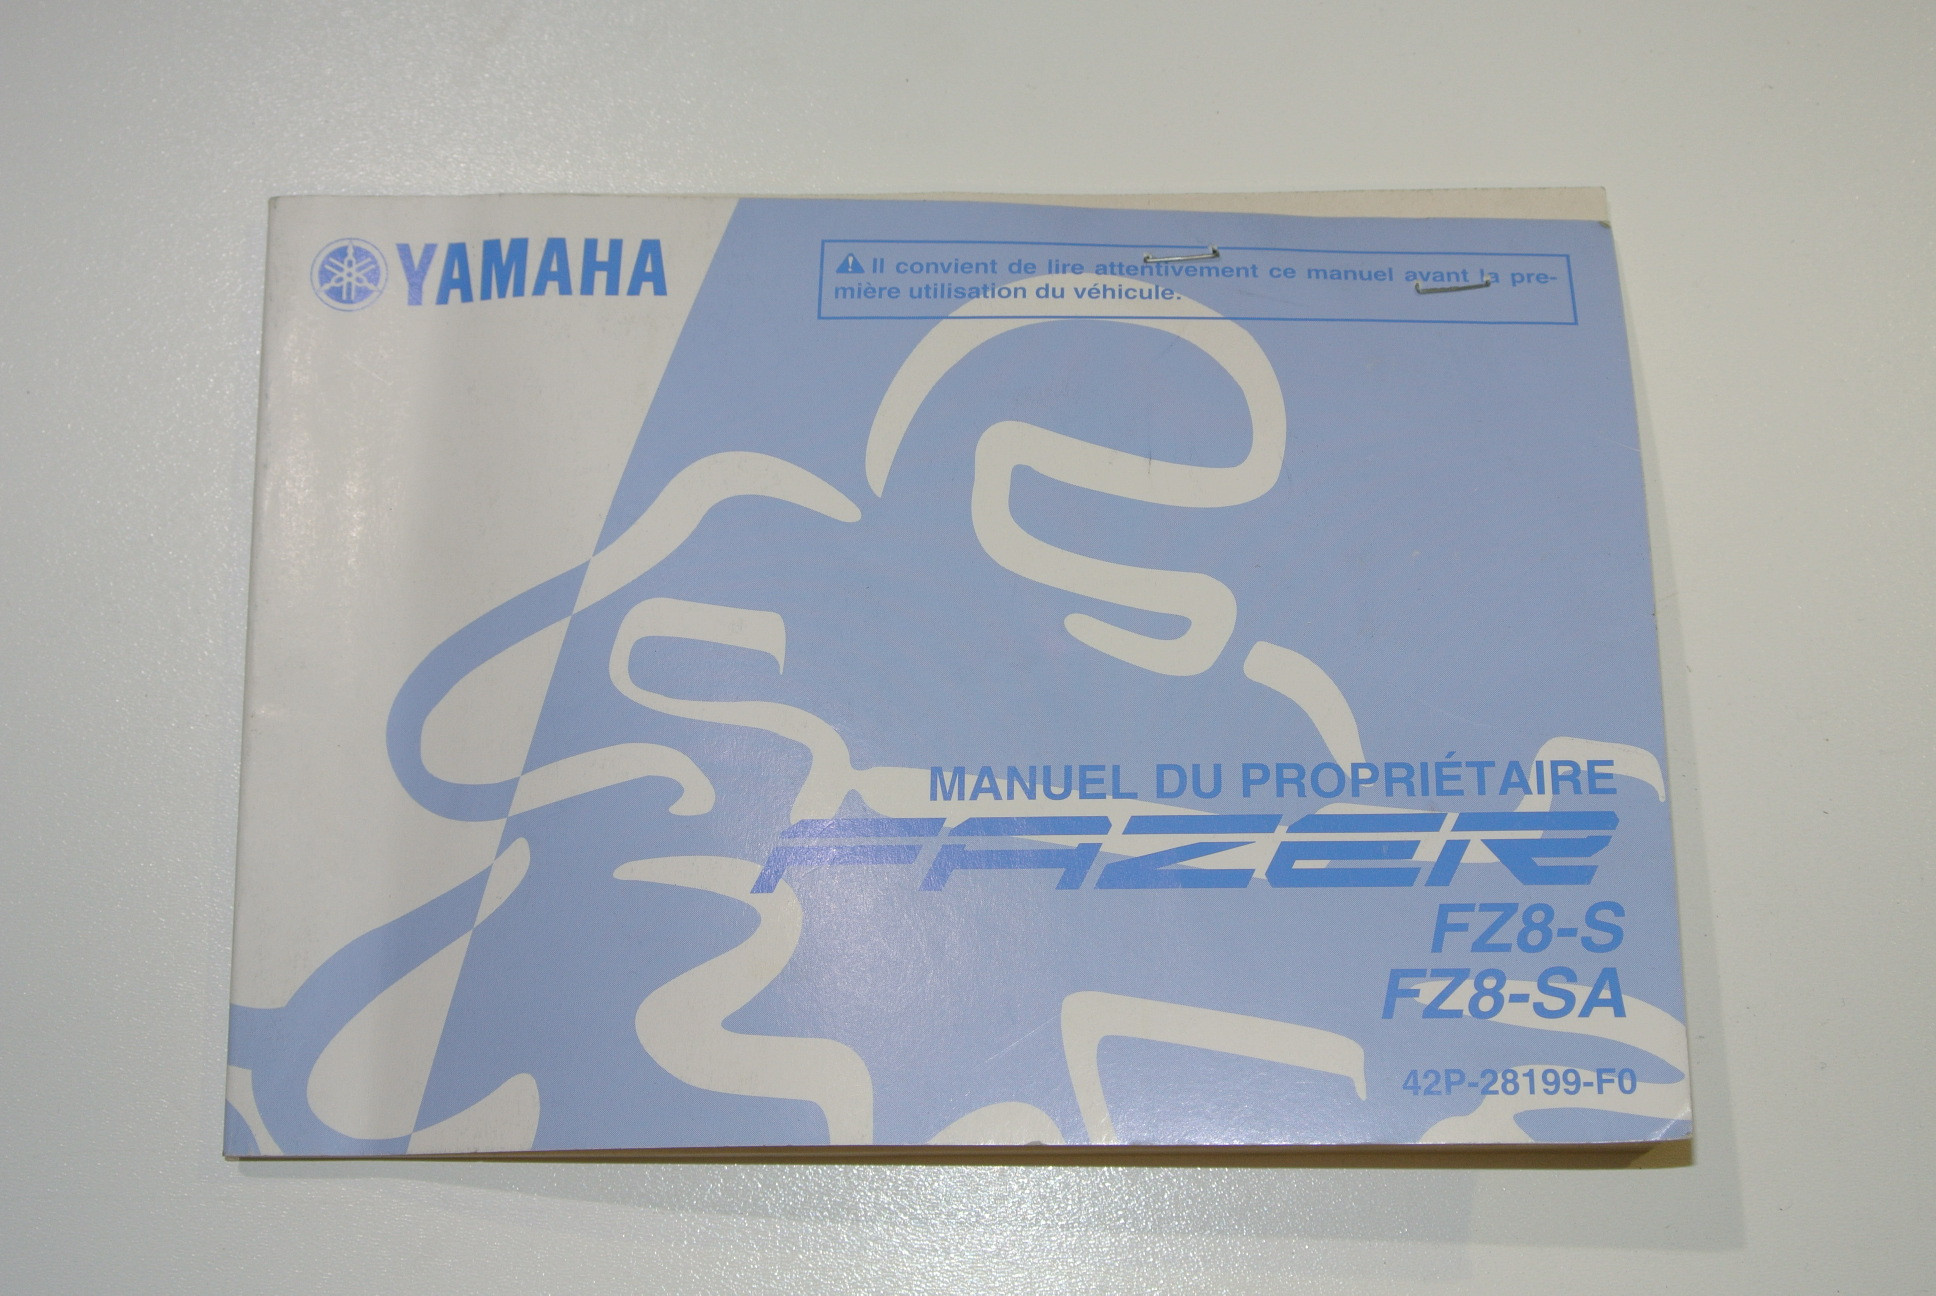 YAMAHA
Il convient de lire attentivement ce manuel avant la pre-
mière utilisation du véhicule.
MANUEL DU PROPRIÉTAIRE
FAZER
FZ8-S
FZ8-SA
42P-28199-F0